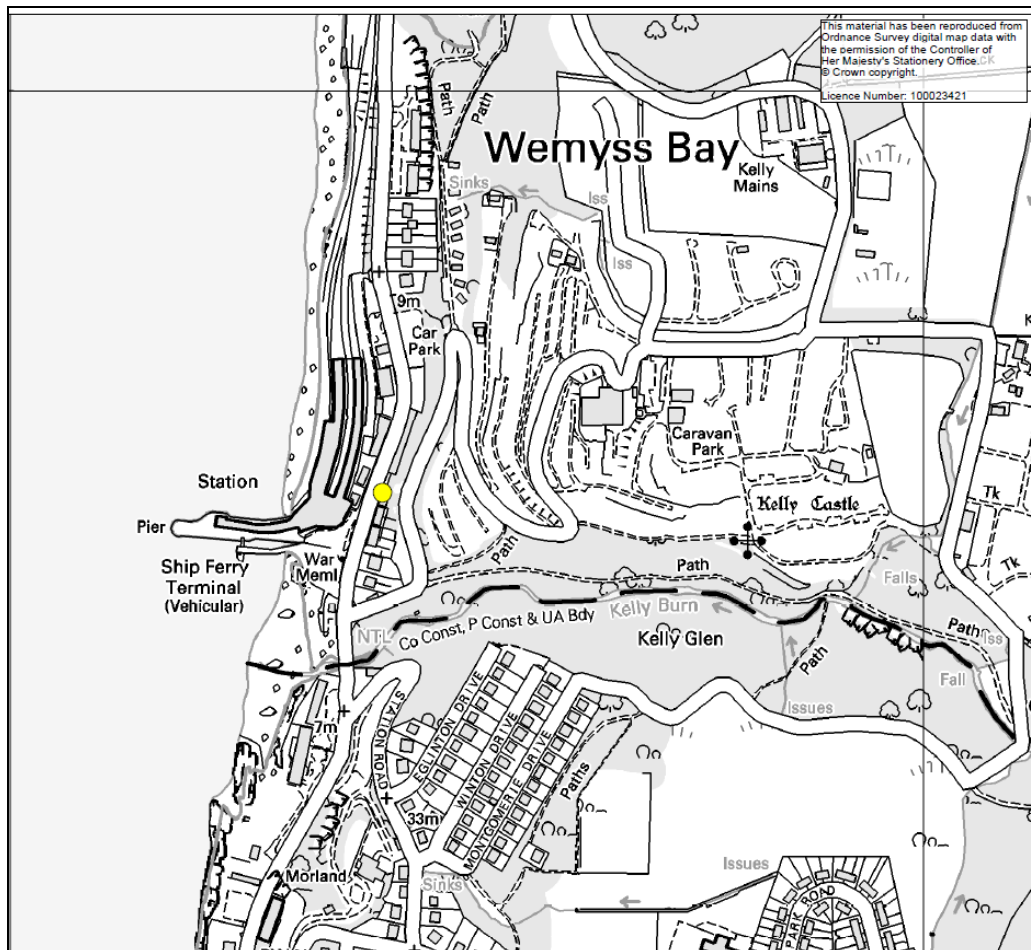 This material has been reproduced from
Ordnance Survey digital map data with
the permission of the Controller of
Her Maiestv's Stationery Office.
© Crown copyright.
Licence Number: 100023421
CK
Path
Path
Wemyss Bay
Kelly
Mains
Sinks
Iss
Iss
9m
Car
Park
K
Caravan
Park
Station
Kelly Castle
Tk
Pier
Ship Ferry
Terminal
(Vehicular)
War
Meml
Path
Path
Falls
Tk
Kelly Burn
NTL
Co Const, P Const & UA Bdy
Kelly Glen
Path
Paths
Iss
Fall
Issues
7m
STATION ROAD
EGLINTON DRIVE
WINTON DRIVE
MONTGOMERIE DRIVE
Paths
33m
Morland
Sinks
Issues
PARK ROAD